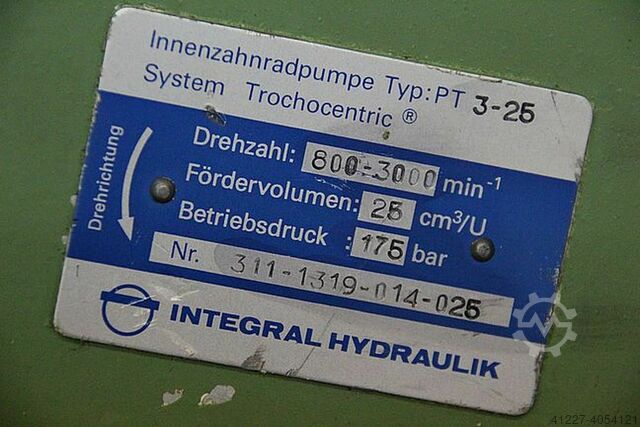 Innenzahnradpumpe Typ: PT 3-25
System Trochocentric ®
Drehrichtung
Drehzahl: 800-3000 min⁻¹
Fördervolumen: 25 cm³/U
Betriebsdruck : 175 bar
Nr. 311-1319-014-025
INTEGRAL HYDRAULIK
41227-4054121